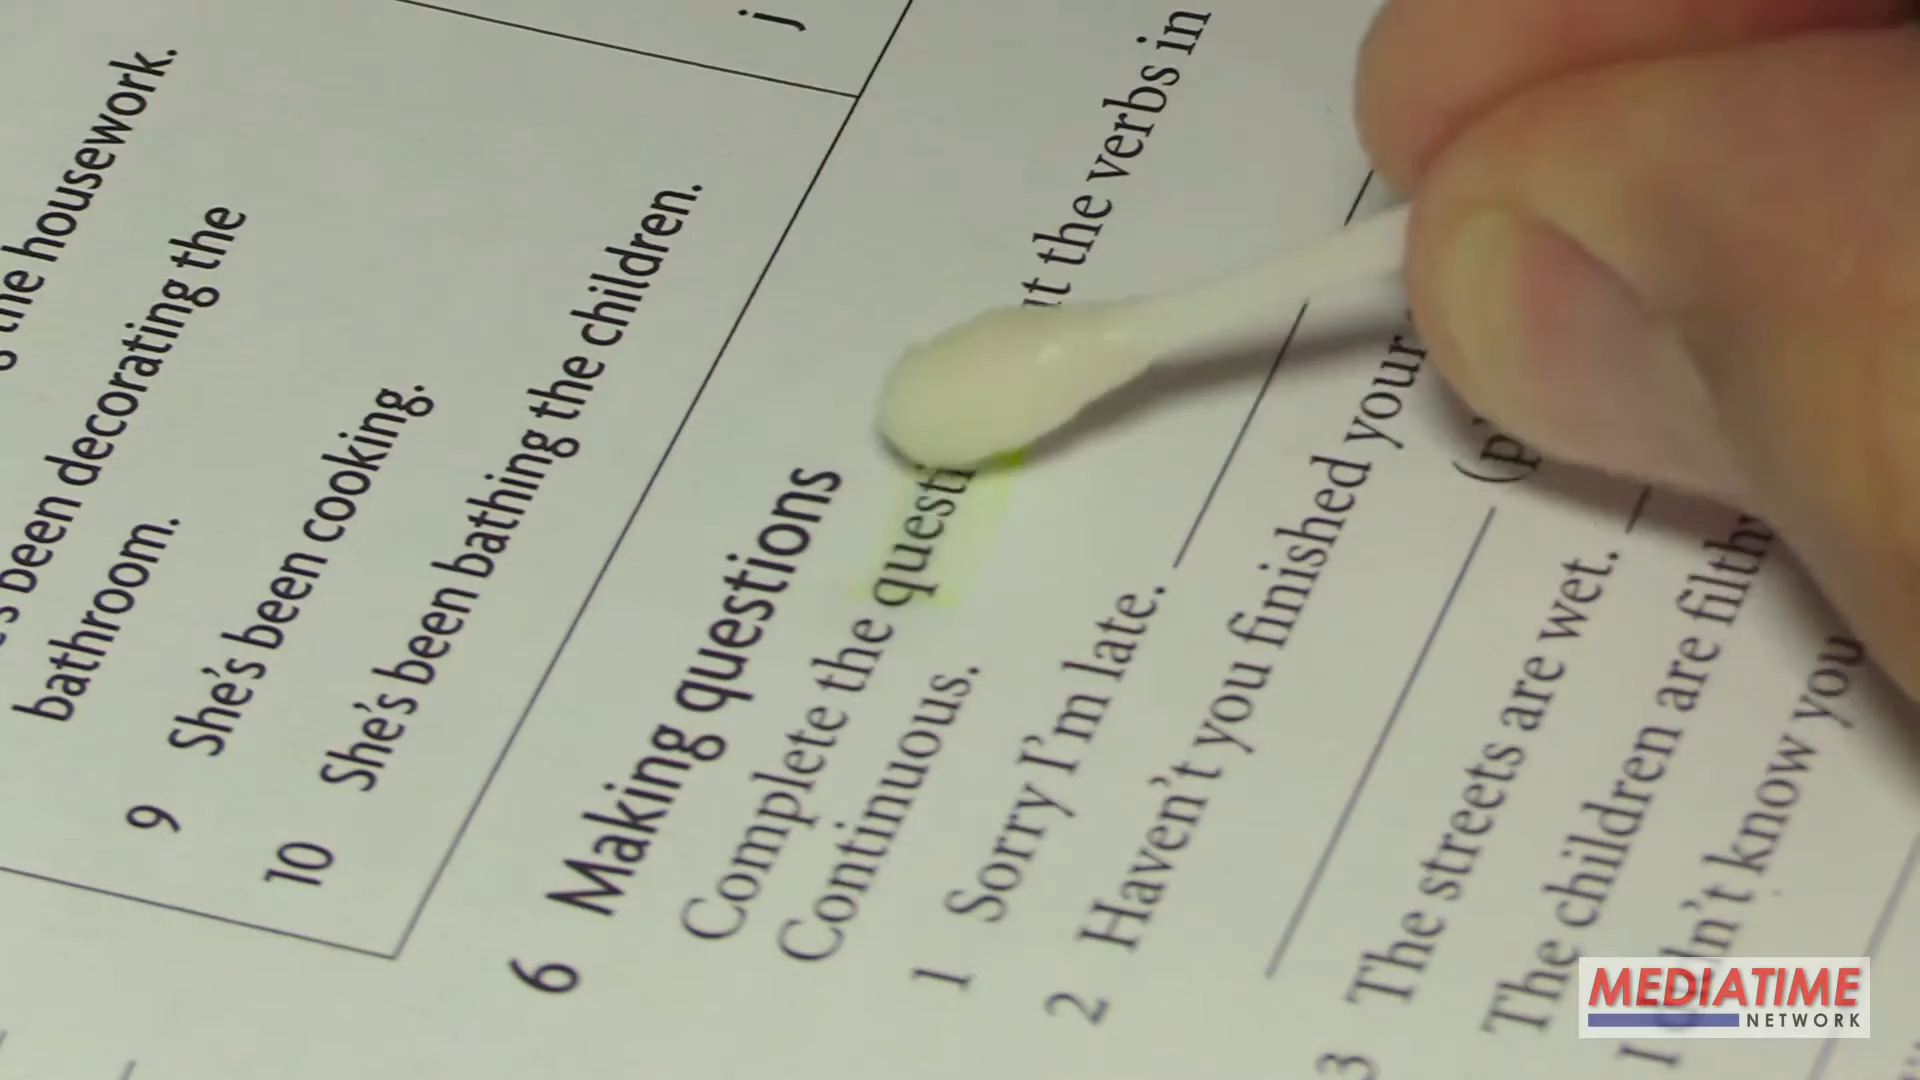 j
the housework.
been decorating the
bathroom.
9 She's been cooking.
10 She's been bathing the children.
6 Making questions
Complete the the verbs in
Continuous.
1 Sorry I'm late.
2 Haven't you finished your
3 The streets are wet.
The children are filthy
I know you
MEDIATIME
NETWORK